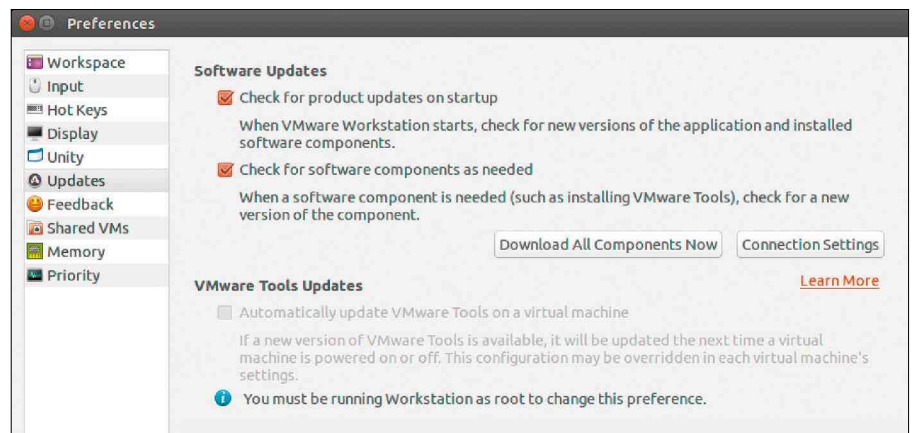 Preferences
Workspace
Input
Hot Keys
Display
Unity
Updates
Feedback
Shared VMs
Memory
Priority
Software Updates
Check for product updates on startup
When VMware Workstation starts, check for new versions of the application and installed
software components.
Check for software components as needed
When a software component is needed (such as installing VMware Tools), check for a new
version of the component.
Download All Components Now
Connection Settings
Learn More
VMware Tools Updates
Automatically update VMware Tools on a virtual machine
If a new version of VMware Tools is available, it will be updated the next time a virtual
machine is powered on or off. This configuration may be overridden in each virtual machine's
settings.
You must be running Workstation as root to change this preference.